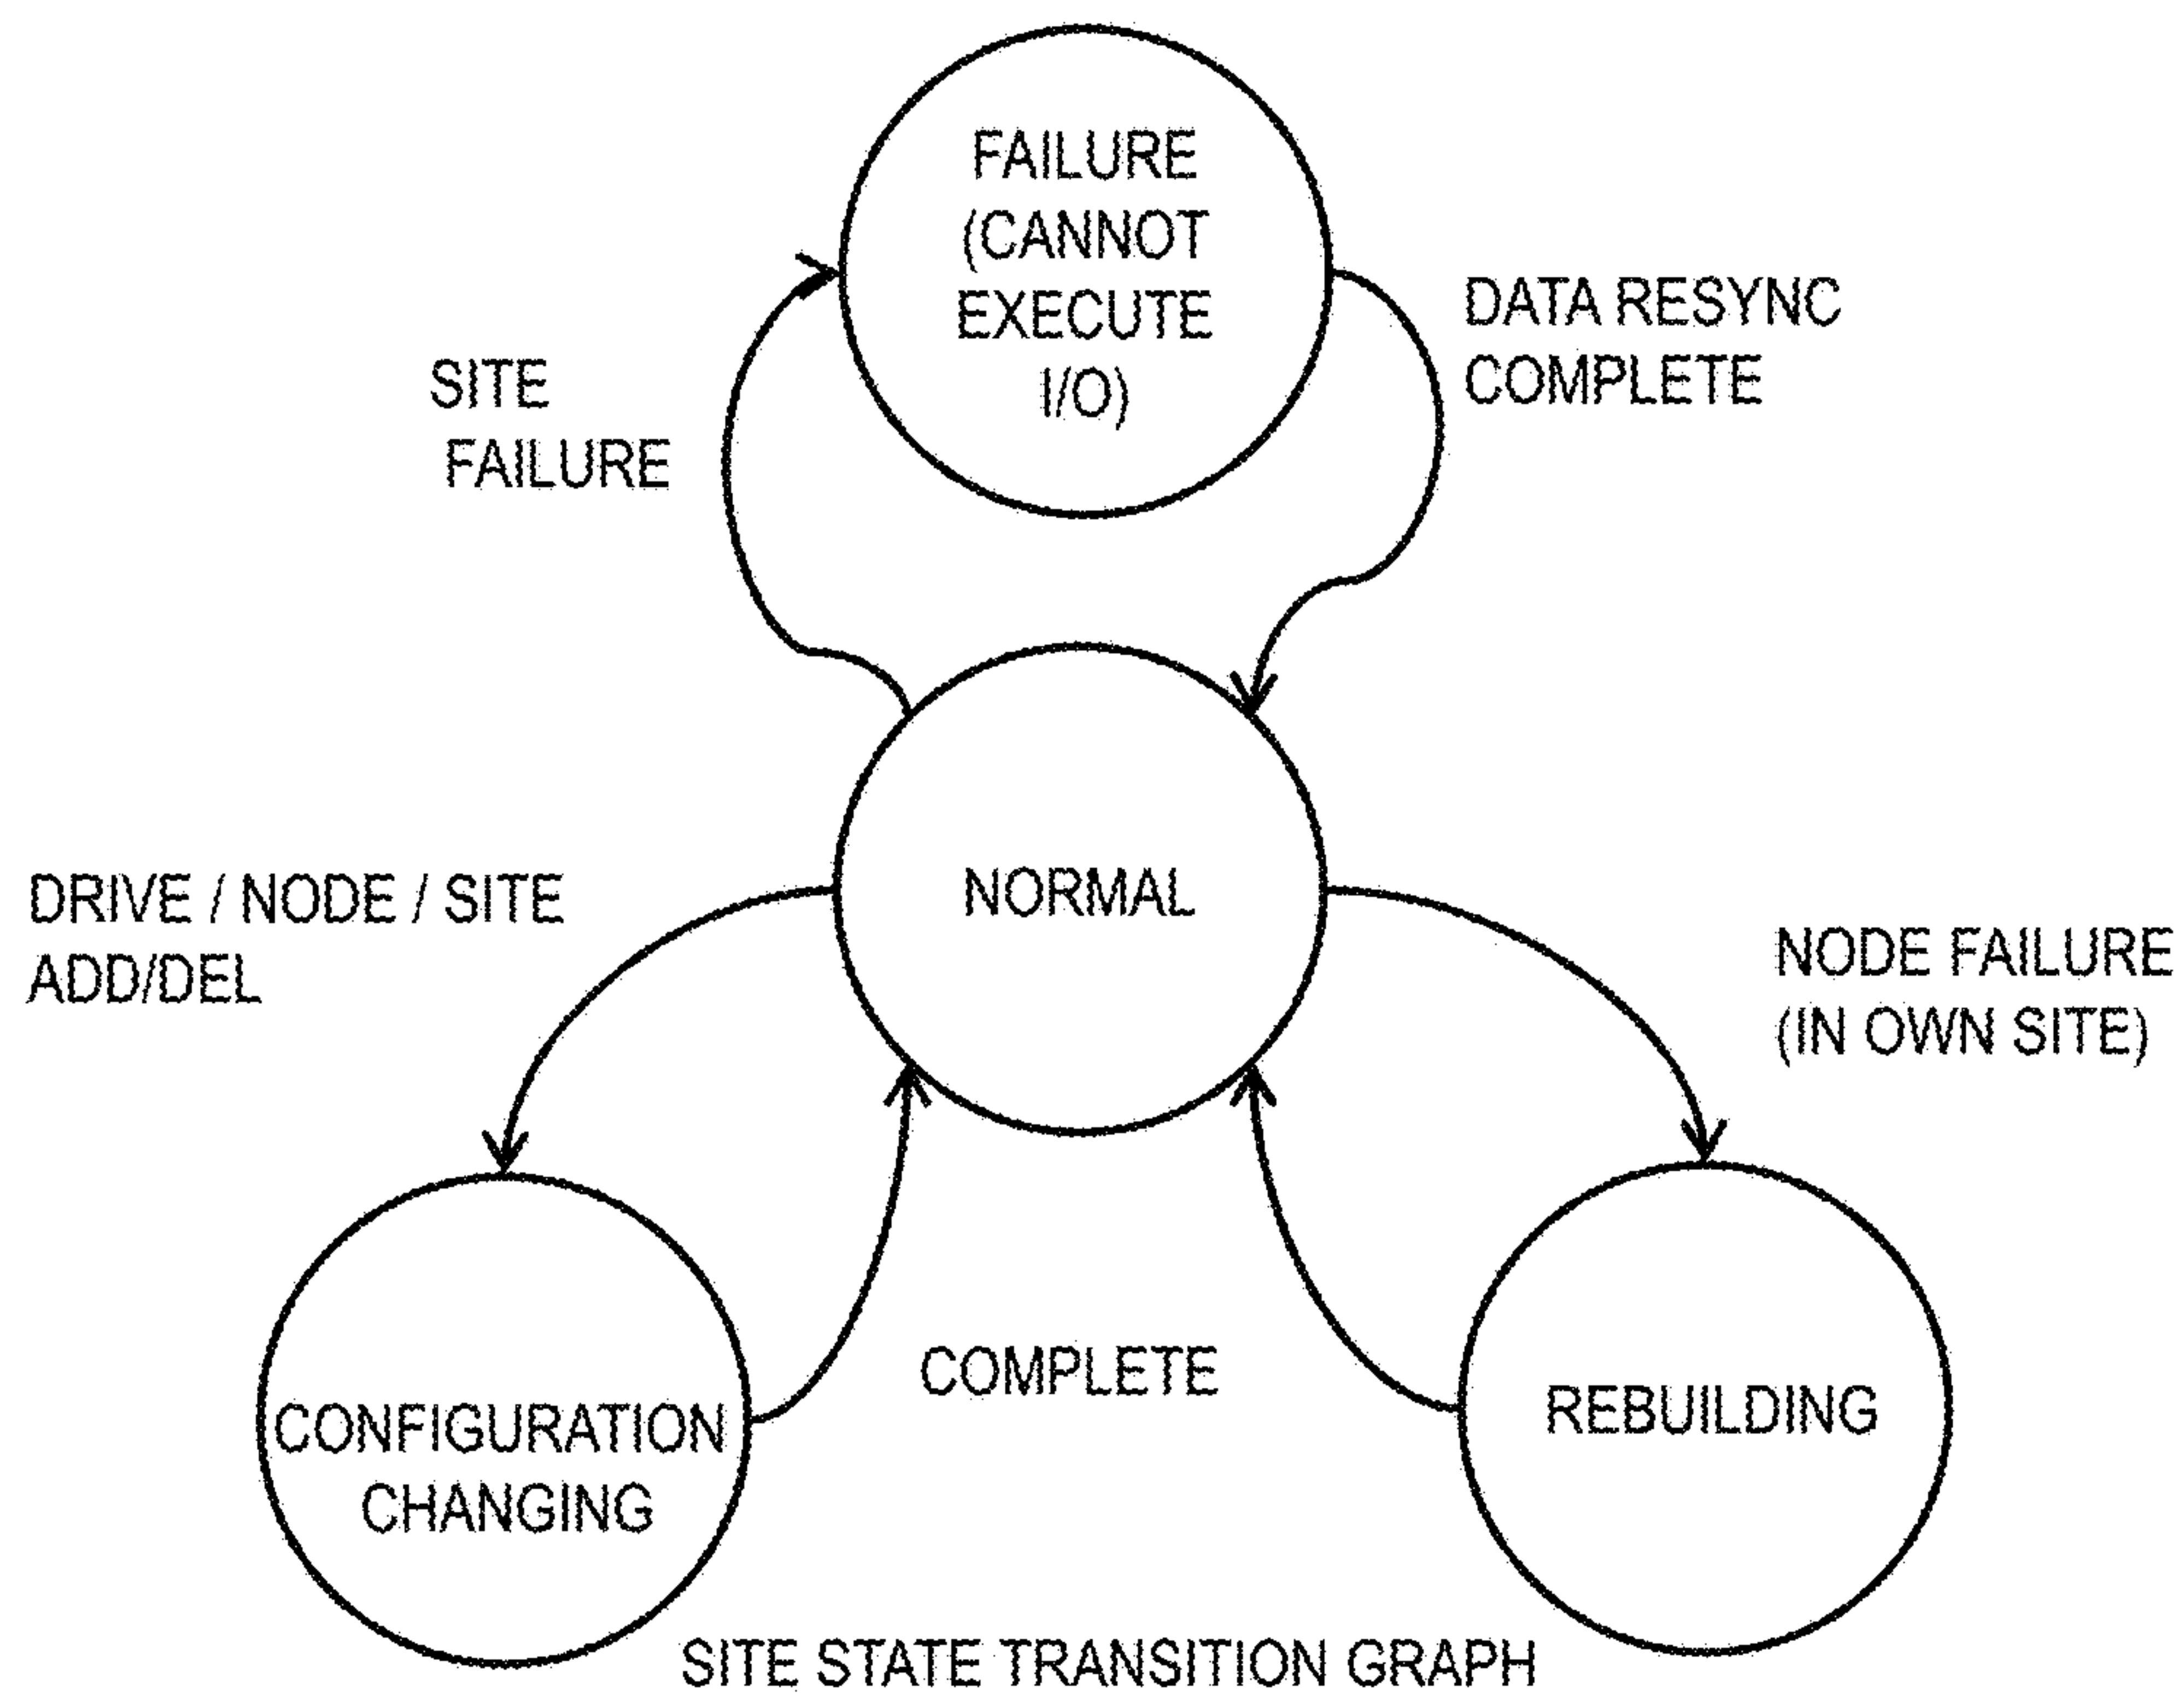 FAILURE
(CANNOT
EXECUTE
I/O)
DATA RESYNC
COMPLETE
SITE
FAILURE
NORMAL
DRIVE / NODE / SITE
ADD/DEL
NODE FAILURE
(IN OWN SITE)
COMPLETE
CONFIGURATION
CHANGING
REBUILDING
SITE STATE TRANSITION GRAPH